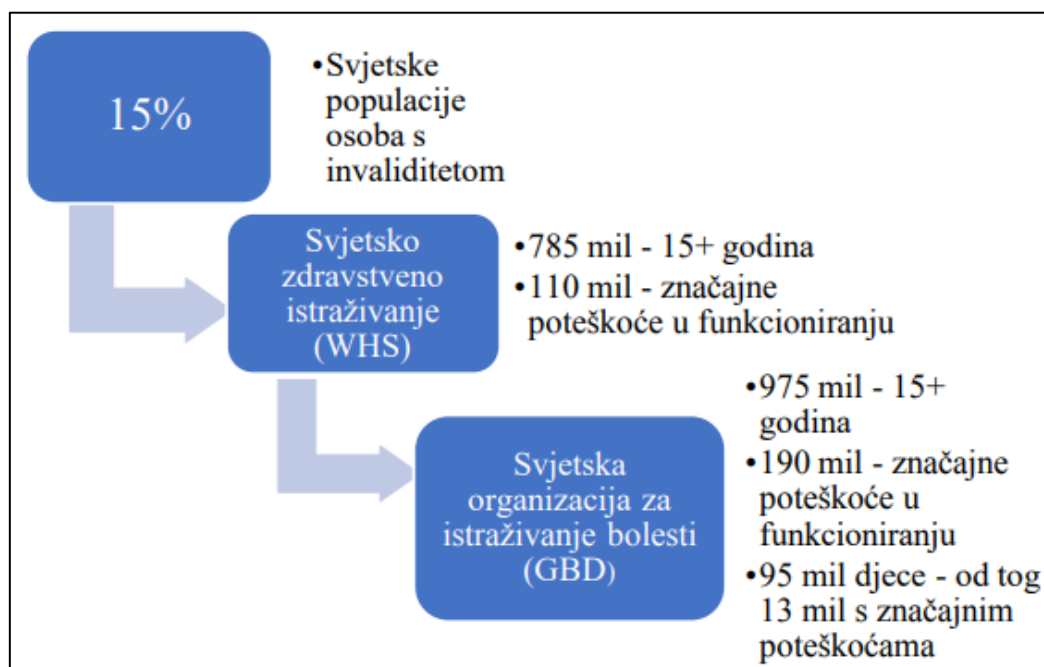 15%
•Svjetske
populacije
osoba s
invaliditetom
Svjetsko
zdravstveno
istraživanje
(WHS)
•785 mil - 15+ godina
•110 mil - značajne
poteškoće u funkcioniranju
Svjetska
organizacija za
istraživanje bolesti
(GBD)
•975 mil - 15+
godina
•190 mil - značajne
poteškoće u
funkcioniranju
•95 mil djece - od tog
13 mil s značajnim
poteškoćama